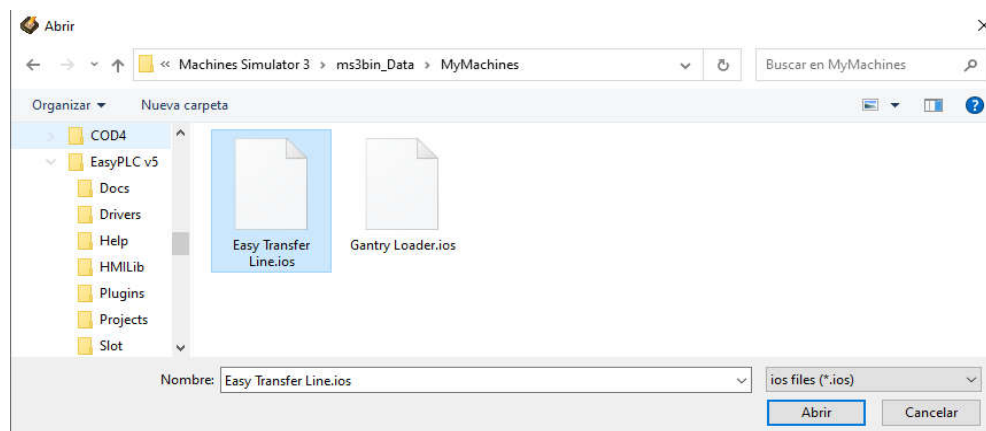 Abrir
« Machines Simulator 3 › ms3bin_Data › MyMachines
Buscar en MyMachines
Organizar
Nueva carpeta
COD4
EasyPLC v5
Docs
Drivers
Help
HMILib
Plugins
Projects
Slot
Easy Transfer
Line.ios
Gantry Loader.ios
Nombre:
Easy Transfer Line.ios
ios files (*.ios)
Abrir
Cancelar